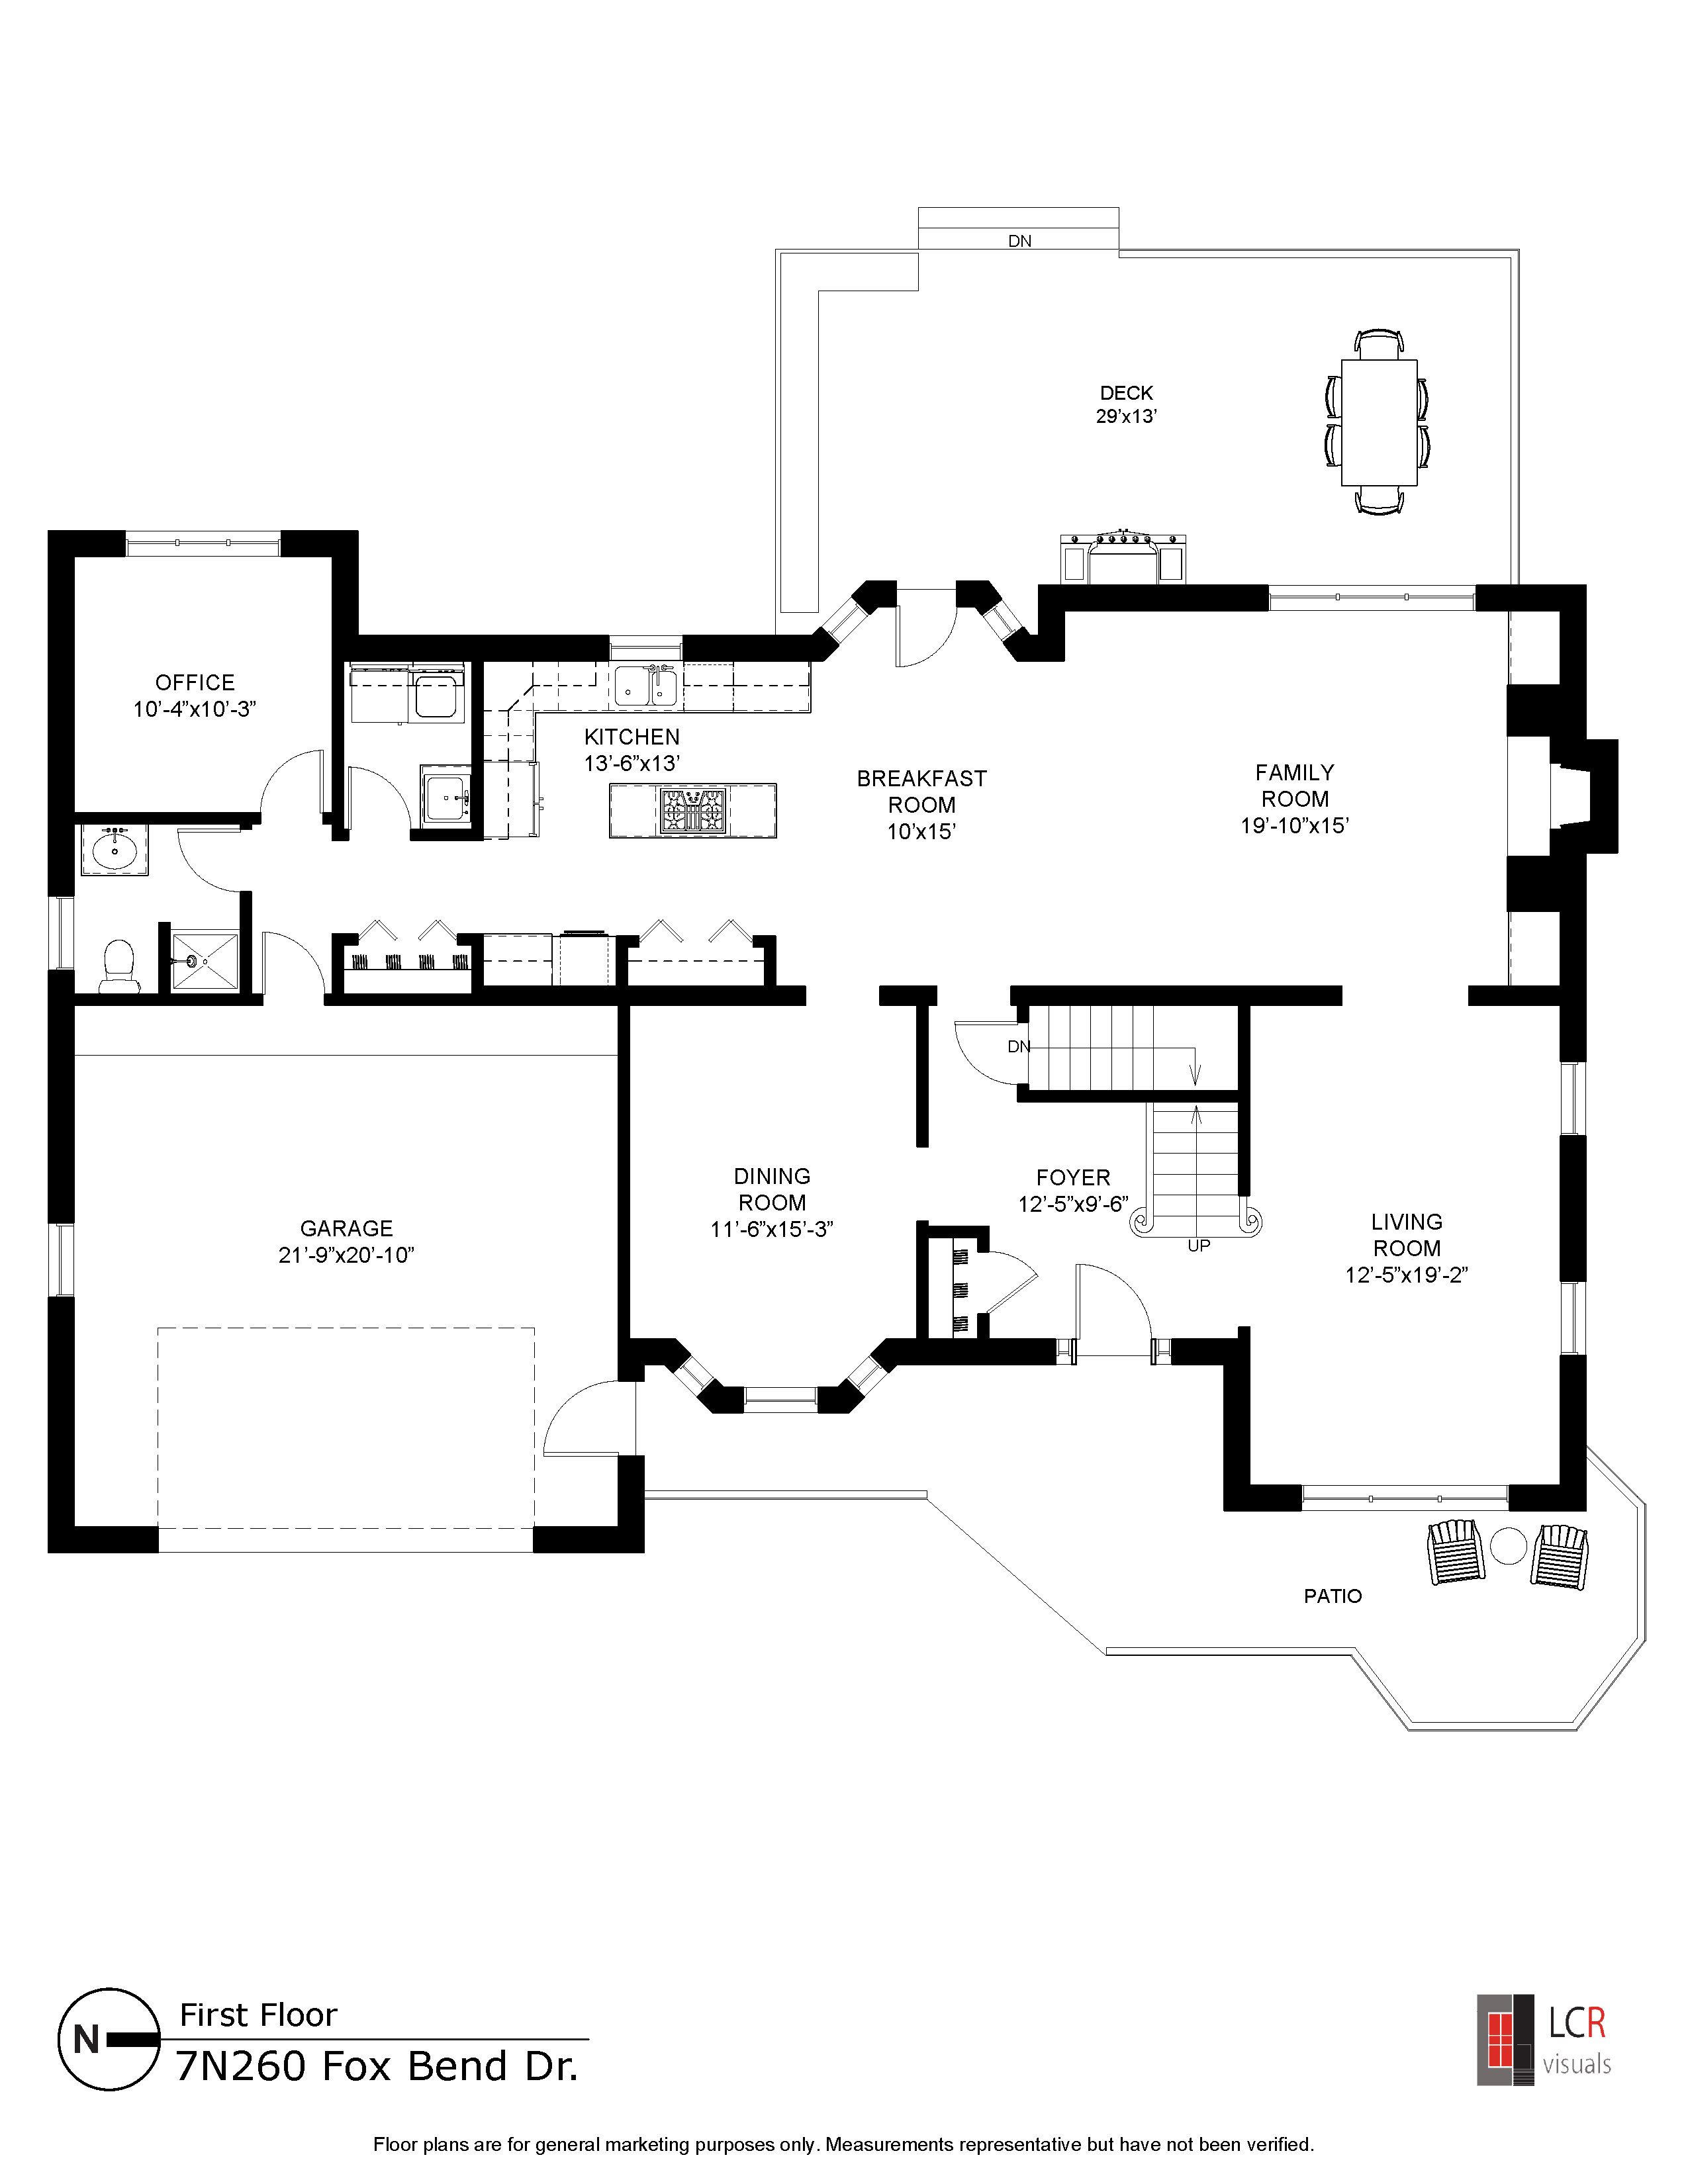 DN
DECK
29'x13'
OFFICE
10'-4”x10'-3”
KITCHEN
13'-6”x13'
BREAKFAST
ROOM
10'x15'
FAMILY
ROOM
19'-10”x15'
DN
DINING
ROOM
11'-6”x15'-3”
FOYER
12'-5”x9'-6”
UP
GARAGE
21'-9”x20'-10”
LIVING
ROOM
12'-5”x19'-2”
PATIO
N
First Floor
7N260 Fox Bend Dr.
LCR
visuals
Floor plans are for general marketing purposes only. Measurements representative but have not been verified.